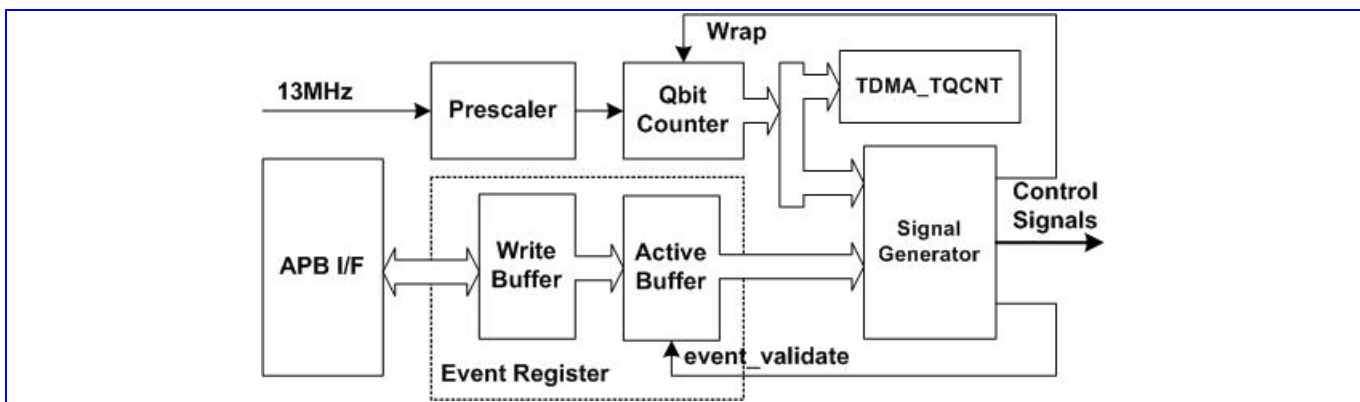 Wrap
13MHz
Prescaler
Qbit
Counter
TDMA_TQCNT
APB I/F
Write
Buffer
Active
Buffer
Signal
Generator
Control
Signals
event_validate
Event Register